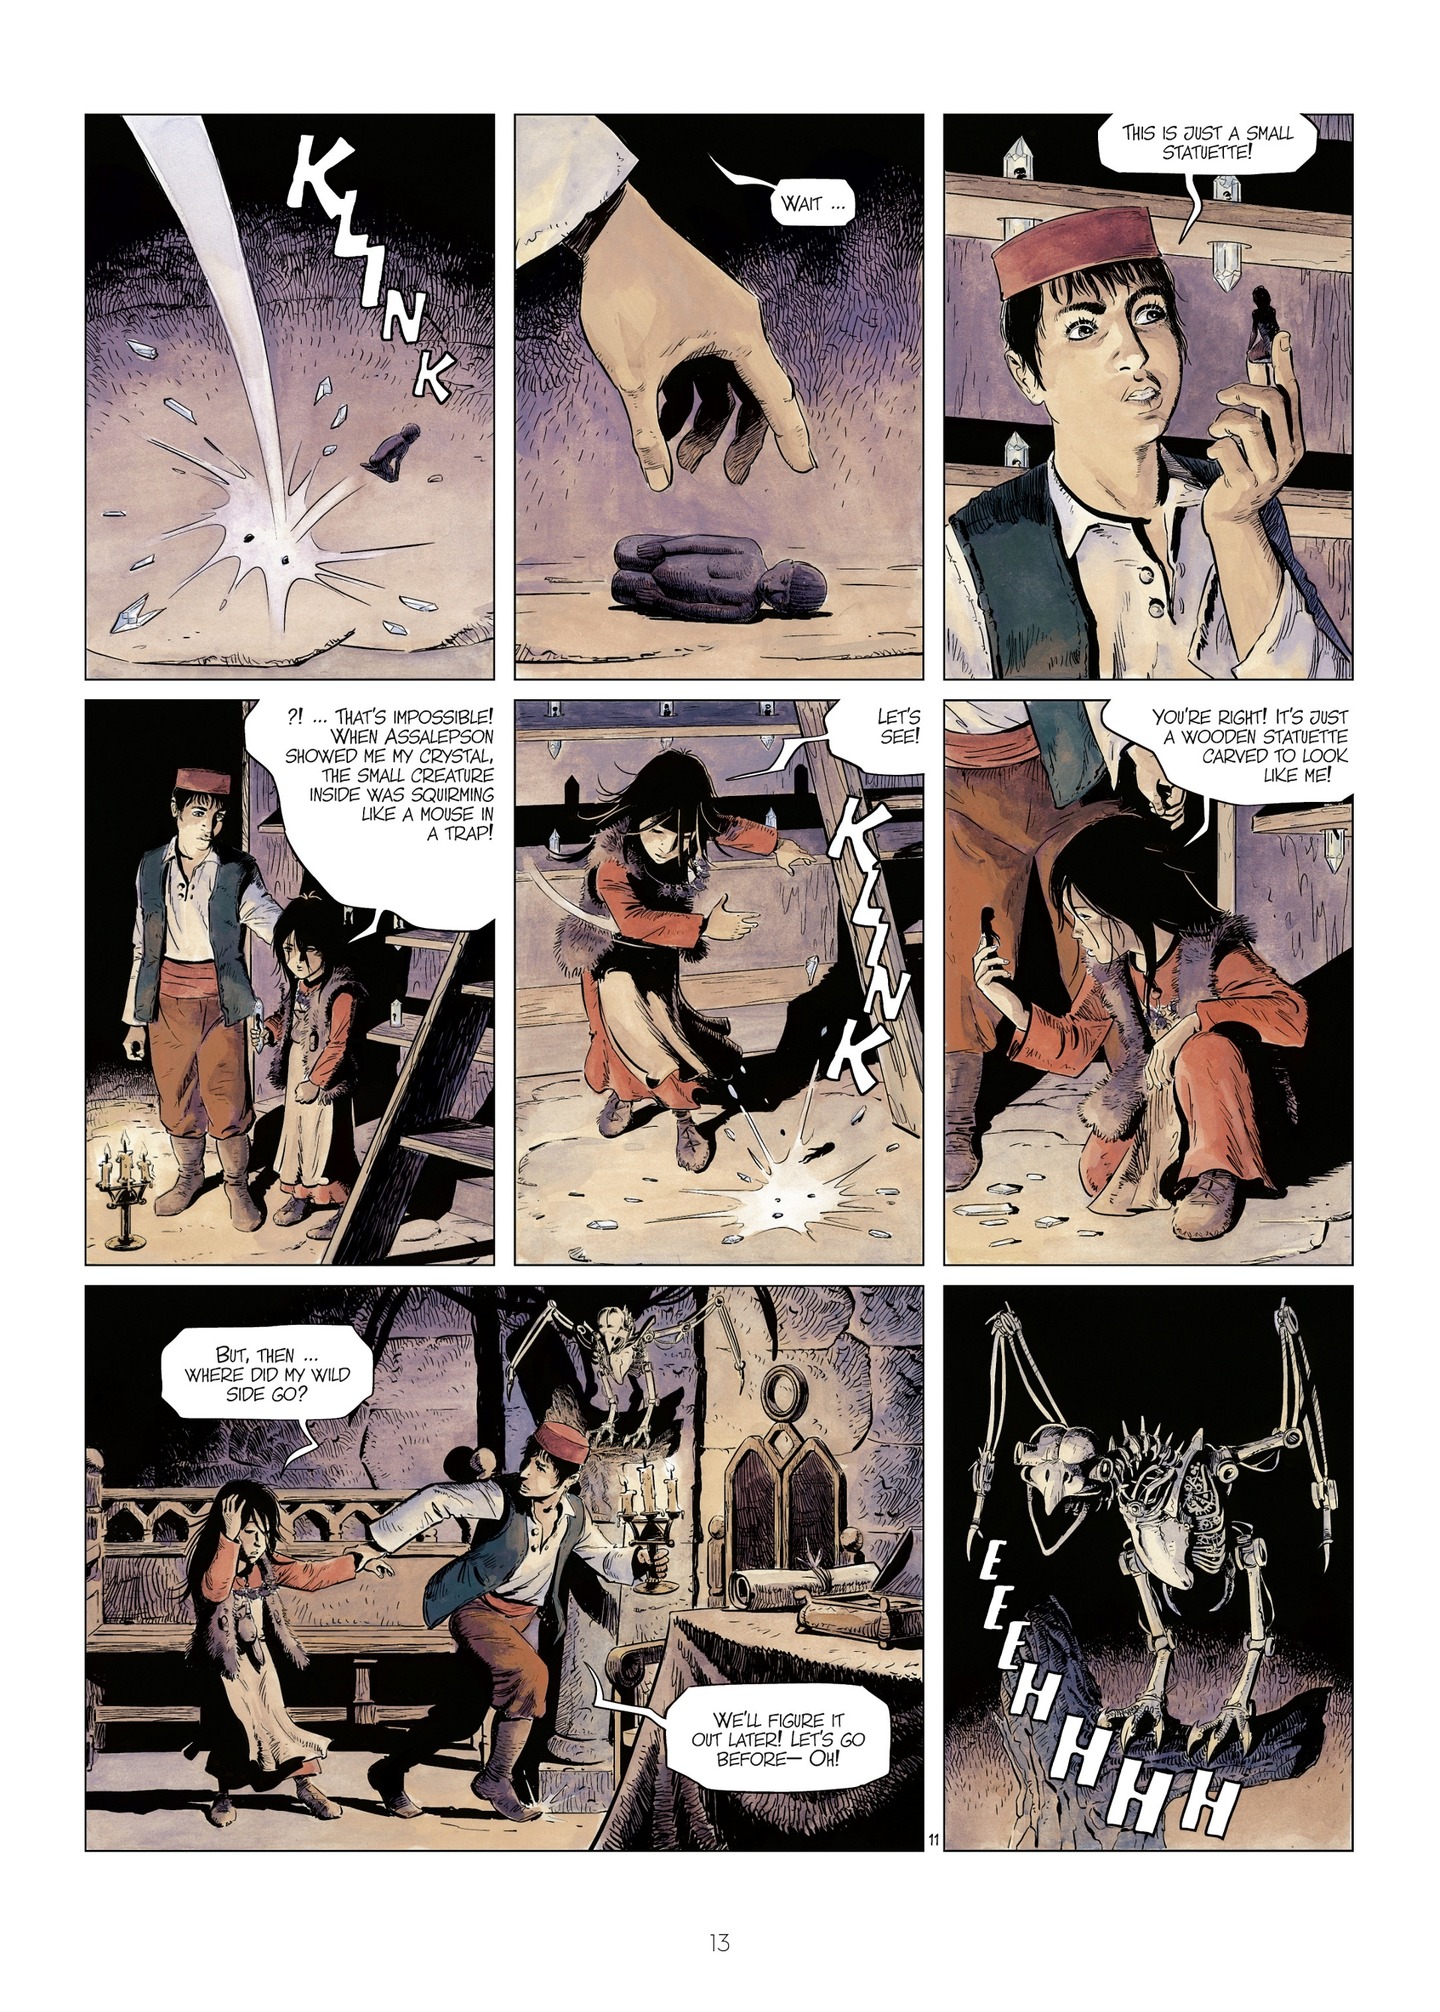 KLINK
WAIT ...
THIS IS JUST A SMALL
STATUETTE!
?! ... THAT'S IMPOSSIBLE!
WHEN ASSALEPSON
SHOWED ME MY CRYSTAL,
THE SMALL CREATURE
INSIDE WAS SQUIRMING
LIKE A MOUSE IN
A TRAP!
LET'S
SEE!
KLINK
YOU'RE RIGHT! IT'S JUST
A WOODEN STATUETTE
CARVED TO LOOK
LIKE ME!
BUT, THEN ...
WHERE DID MY WILD
SIDE GO?
WE'LL FIGURE IT
OUT LATER! LET'S GO
BEFORE— OH!
EEEHHHH
11
13